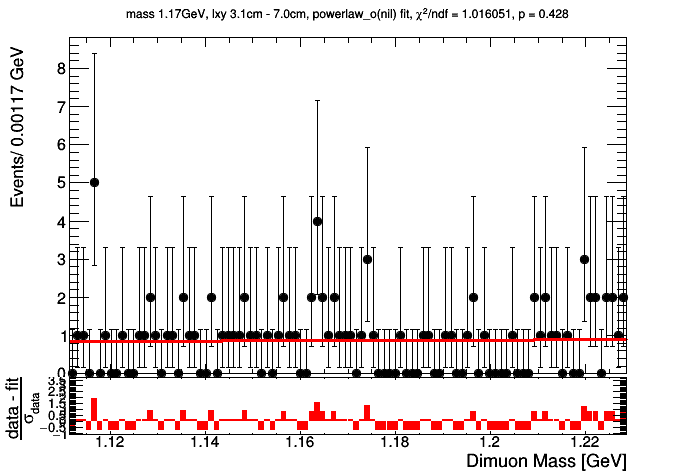 mass 1.17GeV, lxy 3.1cm - 7.0cm, powerlaw_o(nil) fit, χ²/ndf = 1.016051, p = 0.428
Events/ 0.00117 GeV
8
7
6
5
4
3
2
1
0
data - fit
σdata
1.12 1.14 1.16 1.18 1.2 1.22
Dimuon Mass [GeV]